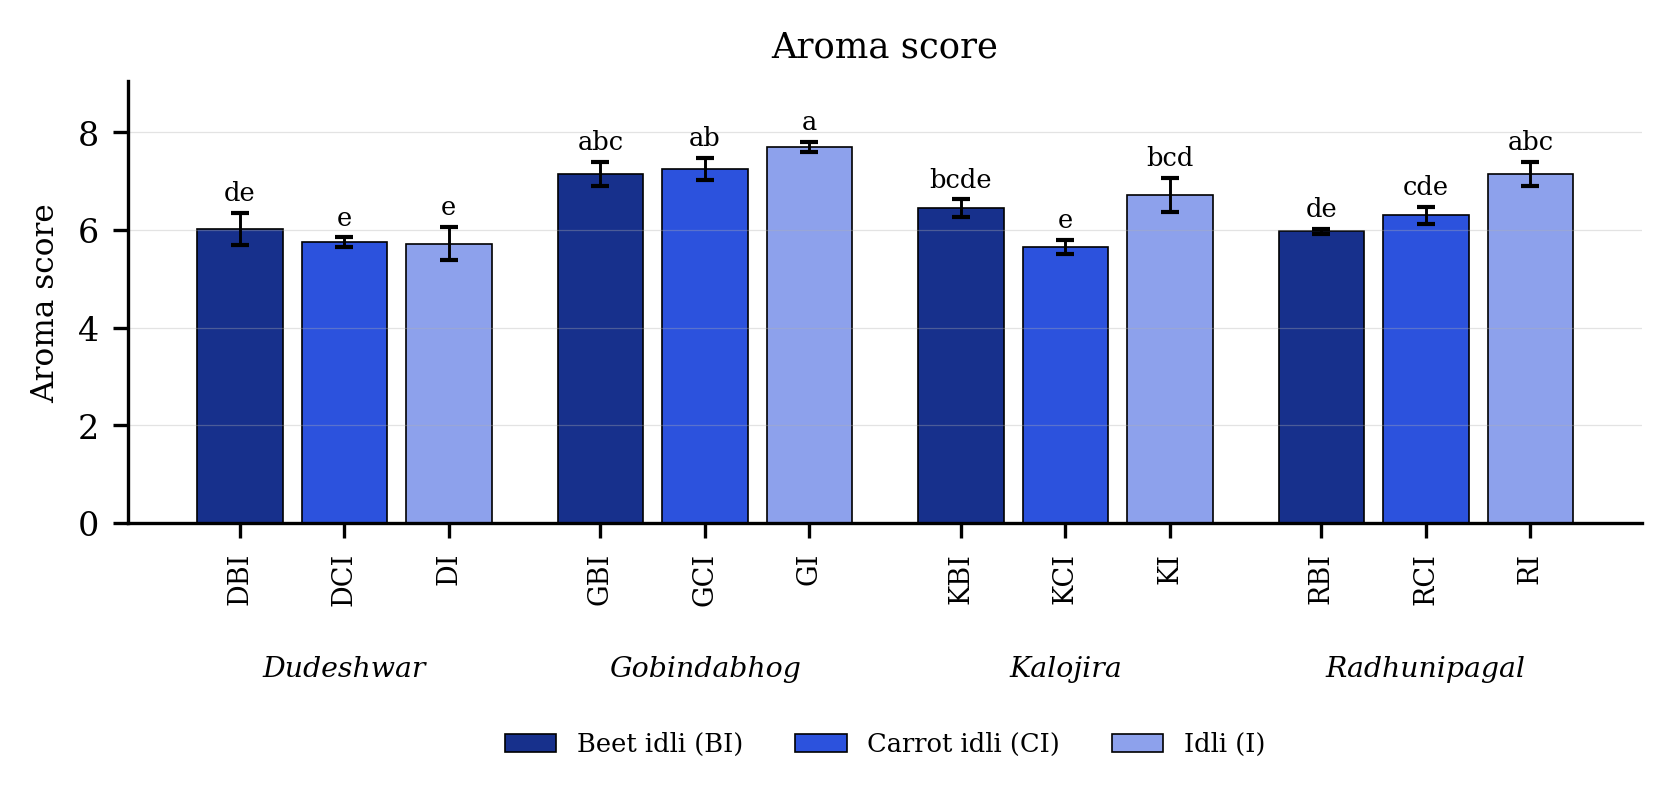 Aroma score
Aroma score
8
6
4
2
0
de
e
e
abc
ab
a
bcde
e
bcd
de
cde
abc
DBI
DCI
DI
GBI
GCI
GI
KBI
KCI
KI
RBI
RCI
RI
Dudeshwar
Gobindabhog
Kalojira
Radhunipagal
Beet idli (BI)
Carrot idli (CI)
Idli (I)